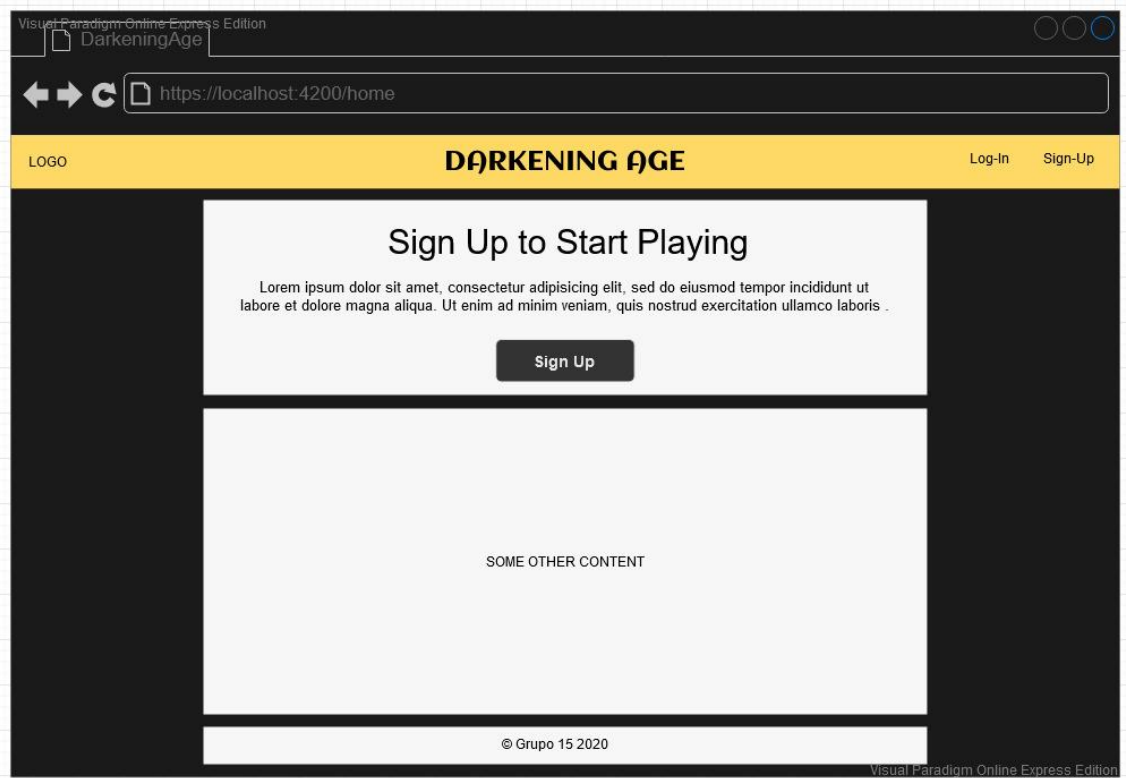 Visual Paradigm Online Express Edition
DarkeningAge
https://localhost:4200/home
LOGO
DARKENING AGE
Log-In
Sign-Up
Sign Up to Start Playing
Lorem ipsum dolor sit amet, consectetur adipisicing elit, sed do eiusmod tempor incididunt ut
labore et dolore magna aliqua. Ut enim ad minim veniam, quis nostrud exercitation ullamco laboris .
Sign Up
SOME OTHER CONTENT
© Grupo 15 2020
Visual Paradigm Online Express Edition